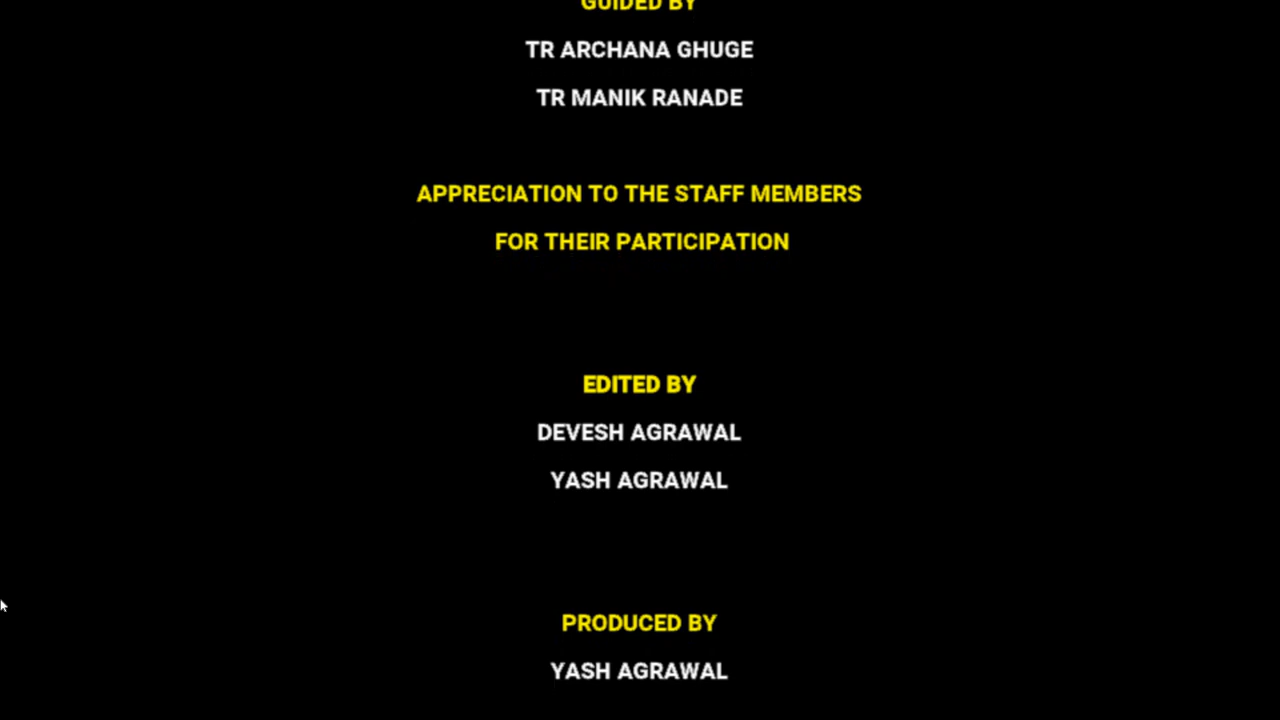 GUIDED BY
TR ARCHANA GHUGE
TR MANIK RANADE
APPRECIATION TO THE STAFF MEMBERS
FOR THEIR PARTICIPATION
EDITED BY
DEVESH AGRAWAL
YASH AGRAWAL
PRODUCED BY
YASH AGRAWAL